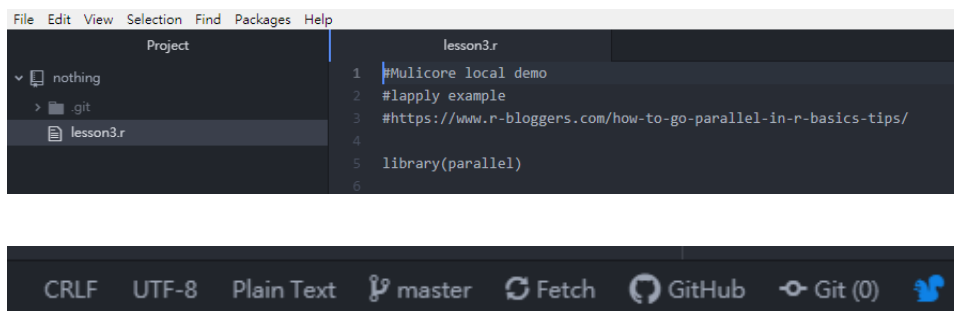 File Edit View Selection Find Packages Help
Project
lesson3.r
nothing
.git
lesson3.r
1 #Mulicore local demo
2 #lapply example
3 #https://www.r-bloggers.com/how-to-go-parallel-in-r-basics-tips/
4
5 library(parallel)
6
CRLF UTF-8 Plain Text master Fetch GitHub Git (0)